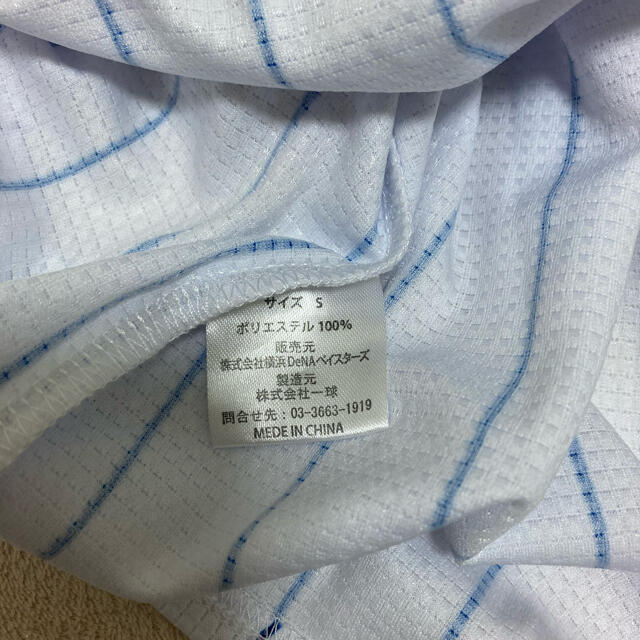 サイズ S
ポリエステル 100%
販売元
株式会社横浜DeNAベイスターズ
製造元
株式会社一球
問合せ先：03-3663-1919
MADE IN CHINA